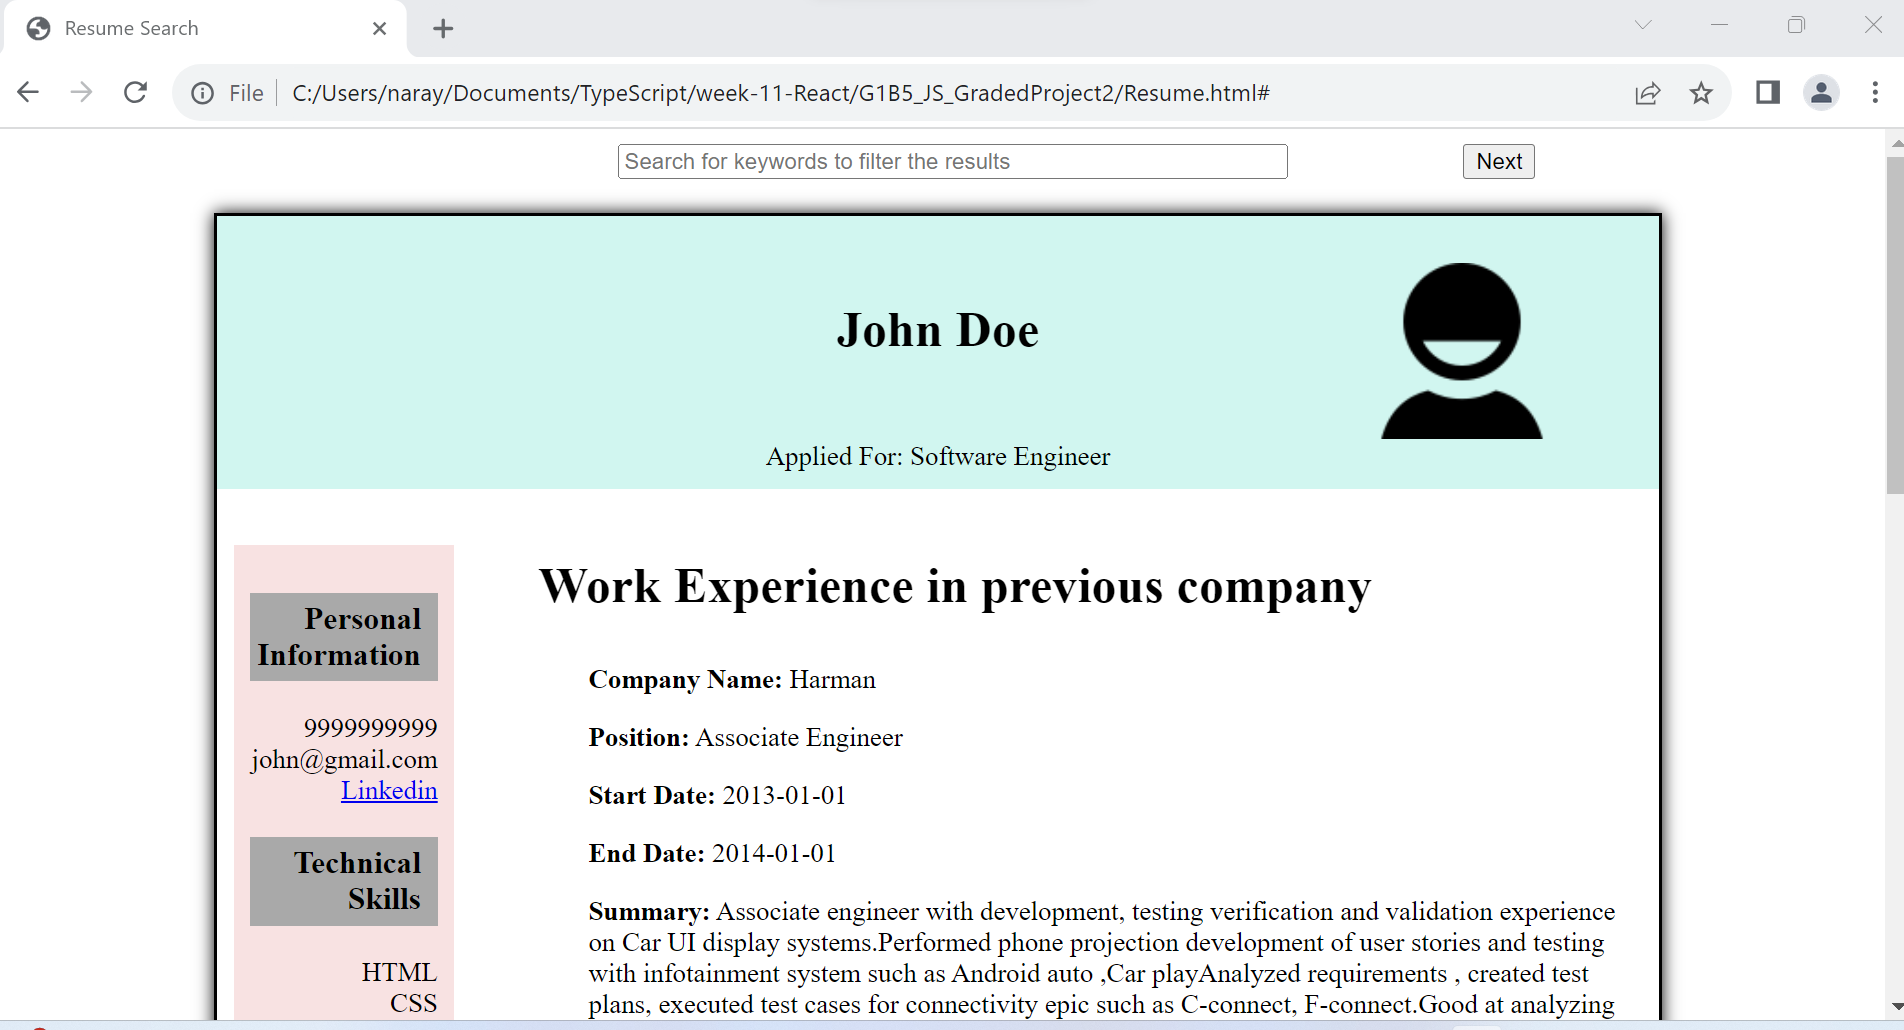 Resume Search
File
C:/Users/naray/Documents/TypeScript/week-11-React/G1B5_JS_GradedProject2/Resume.html#
Search for keywords to filter the results
Next
John Doe
Applied For: Software Engineer
Personal
Information
9999999999
john@gmail.com
Linkedin
Technical
Skills
HTML
CSS
Work Experience in previous company
Company Name: Harman
Position: Associate Engineer
Start Date: 2013-01-01
End Date: 2014-01-01
Summary: Associate engineer with development, testing verification and validation experience
on Car UI display systems.Performed phone projection development of user stories and testing
with infotainment system such as Android auto ,Car playAnalyzed requirements , created test
plans, executed test cases for connectivity epic such as C-connect, F-connect.Good at analyzing